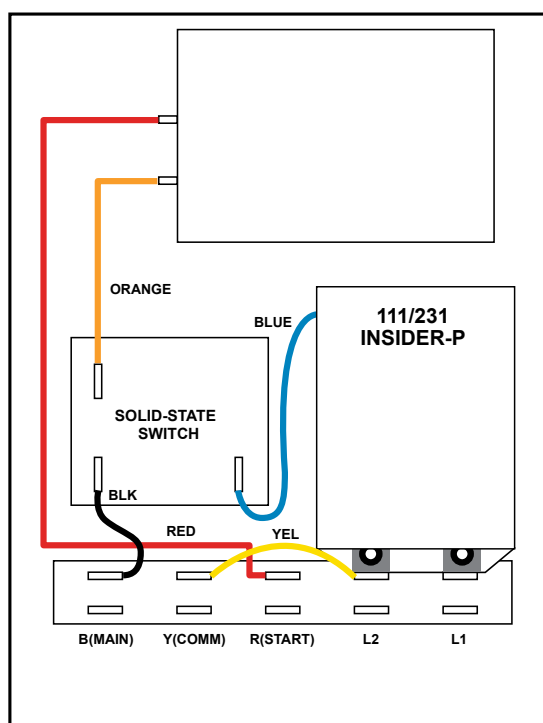 ORANGE
BLUE
111/231
INSIDER-P
SOLID-STATE
SWITCH
BLK
RED
YEL
B(MAIN)
Y(COMM)
R(START)
L2
L1